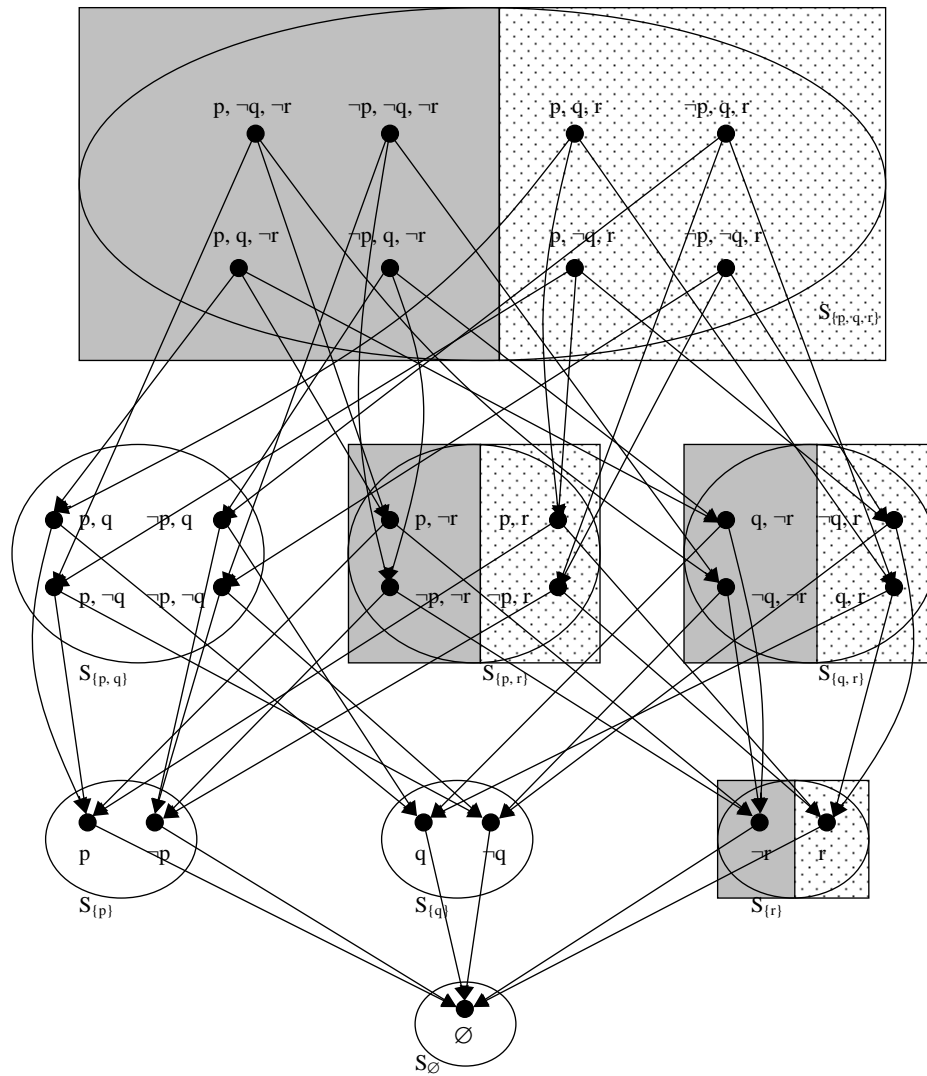 p, ¬q, ¬r ¬p, ¬q, ¬r p, q, r ¬p, q, r
p, q, ¬r ¬p, q, ¬r p, ¬q, r ¬p, ¬q, r
S{p, q, r}
p, q ¬p, q p, ¬r p, r q, ¬r ¬q, r
p, ¬q ¬p, ¬q ¬p, ¬r ¬p, r ¬q, ¬r q, r
S{p, q} S{p, r} S{q, r}
p ¬p q ¬q ¬r r
S{p} S{q} S{r}
∅
S∅